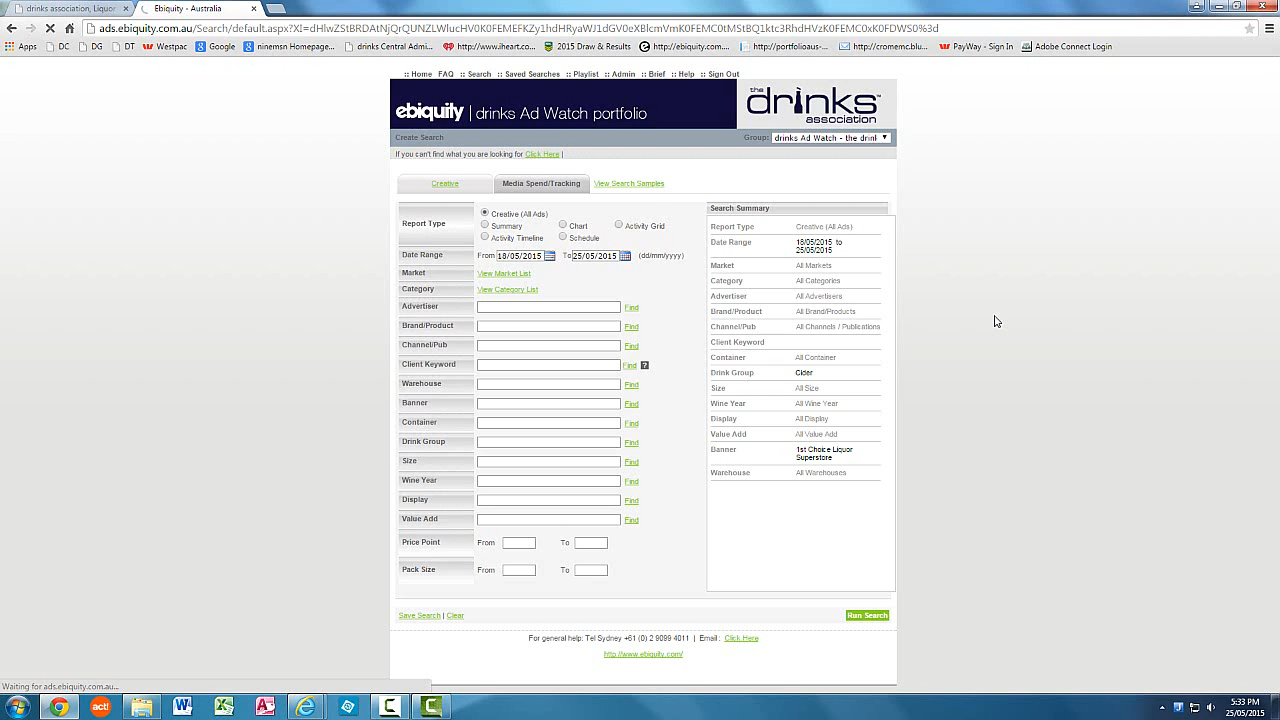 drinks association, Liquor
Ebiquity - Australia
Apps
Westpac
Google
ninemsn Homepage...
DT
drinks Central Admi...
http://www.iheart.co...
2015 Draw & Results
http://ebiquity.com...
http://portfolioaus-...
http://cromemc.blu...
PayWay - Sign In
Adobe Connect Login
:: Home FAQ :: Search :: Saved Searches :: Playlist :: Admin :: Brief :: Help :: Sign Out
ebiquity | drinks Ad Watch portfolio
the drinks association
Create Search
Group: drinks Ad Watch - the drink
If you can't find what you are looking for Click Here |
Creative
Media Spend/Tracking
View Search Samples
Report Type
Creative (All Ads)
Summary
Chart
Activity Grid
Activity Timeline
Schedule
Date Range
From 18/05/2015 To 25/05/2015 (dd/mm/yyyy)
Market
View Market List
Category
View Category List
Advertiser
Find
Brand/Product
Find
Channel/Pub
Find
Client Keyword
Find ?
Warehouse
Find
Banner
Find
Container
Find
Drink Group
Find
Size
Find
Wine Year
Find
Display
Find
Value Add
Find
Price Point
From To
Pack Size
From To
Search Summary
Report Type Creative (All Ads)
Date Range 18/05/2015 to
25/05/2015
Market All Markets
Category All Categories
Advertiser All Advertisers
Brand/Product All Brand/Products
Channel/Pub All Channels / Publications
Client Keyword
Container All Container
Drink Group Cider
Size All Size
Wine Year All Wine Year
Display All Display
Value Add All Value Add
Banner 1st Choice Liquor
Superstore
Warehouse All Warehouses
Save Search | Clear
Run Search
For general help: Tel Sydney +61 (0) 2 9099 4011 | Email : Click Here
http://www.ebiquity.com/
Waiting for ads.ebiquity.com.au...
act!
5:33 PM
25/05/2015